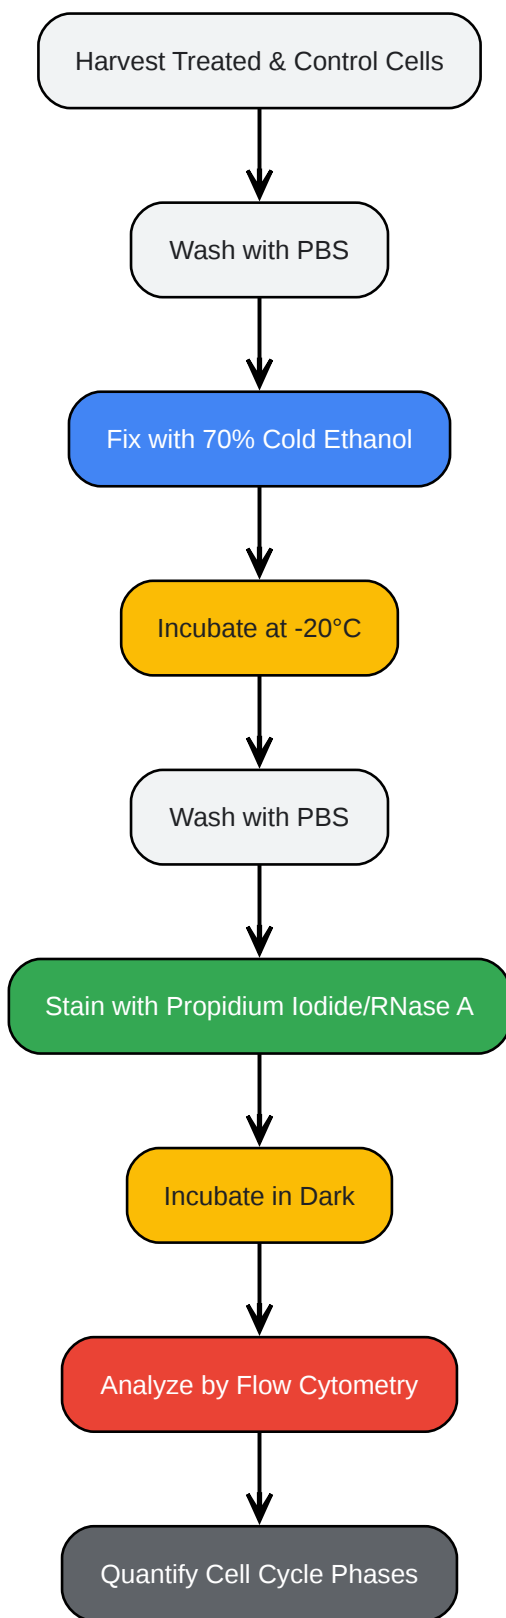 Harvest Treated & Control Cells
Wash with PBS
Fix with 70% Cold Ethanol
Incubate at -20°C
Wash with PBS
Stain with Propidium Iodide/RNase A
Incubate in Dark
Analyze by Flow Cytometry
Quantify Cell Cycle Phases